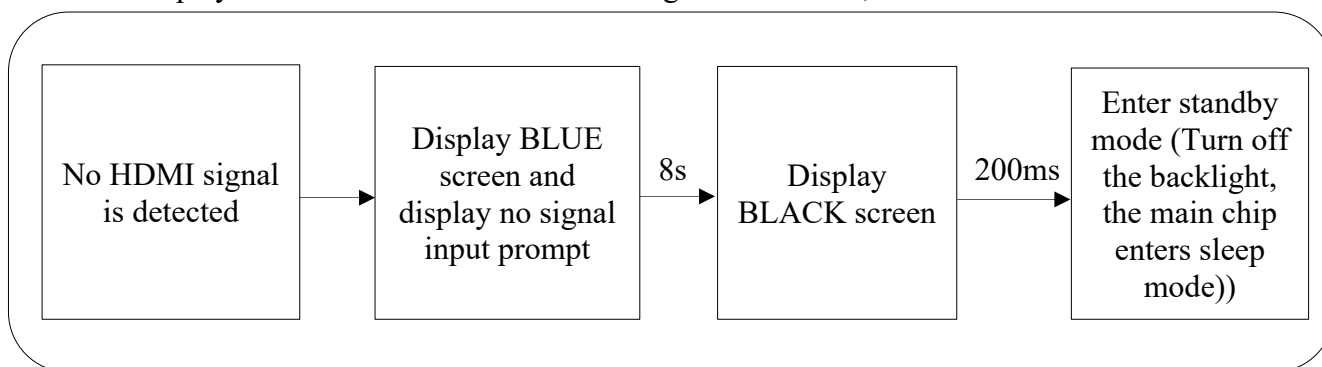 No HDMI signal
is detected
Display BLUE
screen and
display no signal
input prompt
8s
Display
BLACK screen
200ms
Enter standby
mode (Turn off
the backlight,
the main chip
enters sleep
mode))